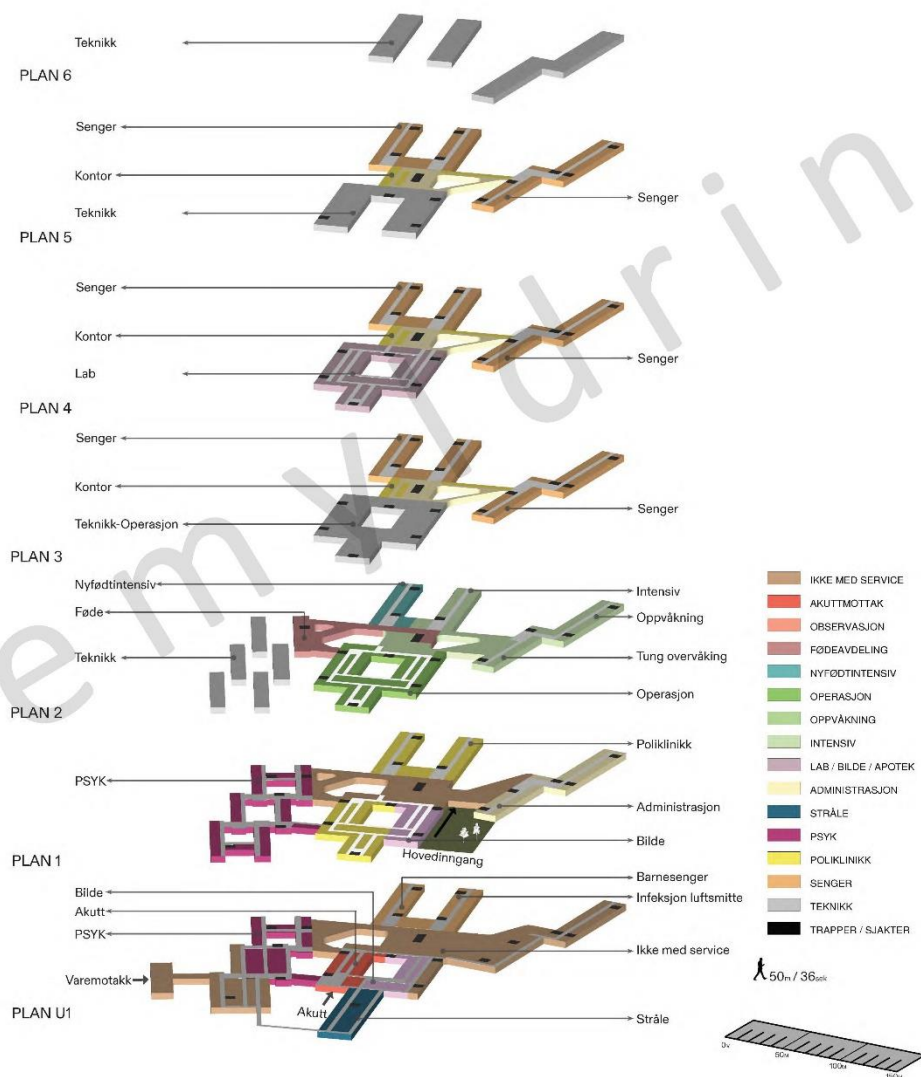 Teknikk
PLAN 6
Senger
Kontor
Senger
Teknikk
PLAN 5
Senger
Kontor
Senger
Lab
PLAN 4
Senger
Kontor
Senger
Teknikk-Operasjon
PLAN 3
Nyfødtintensiv
Intensiv
Føde
Oppvåkning
Teknikk
Tung overvåking
Operasjon
PLAN 2
Poliklinikk
PSYK
Administrasjon
Bilde
Hovedinngang
PLAN 1
Bilde
Barnesenger
Infeksjon luftsmitte
Akutt
PSYK
Ikke med service
Varemotakk
Akutt
Stråle
PLAN U1
IKKE MED SERVICE
AKUTTMOTTAK
OBSERVASJON
FØDEAVDELING
NYFØDTINTENSIV
OPERASJON
OPPVÅKNING
INTENSIV
LAB / BILDE / APOTEK
ADMINISTRASJON
STRÅLE
PSYK
POLIKLINIKK
SENGER
TEKNIKK
TRAPPER / SJAKTER
50m / 36sek
0M
50M
100M
150M
emyldrin